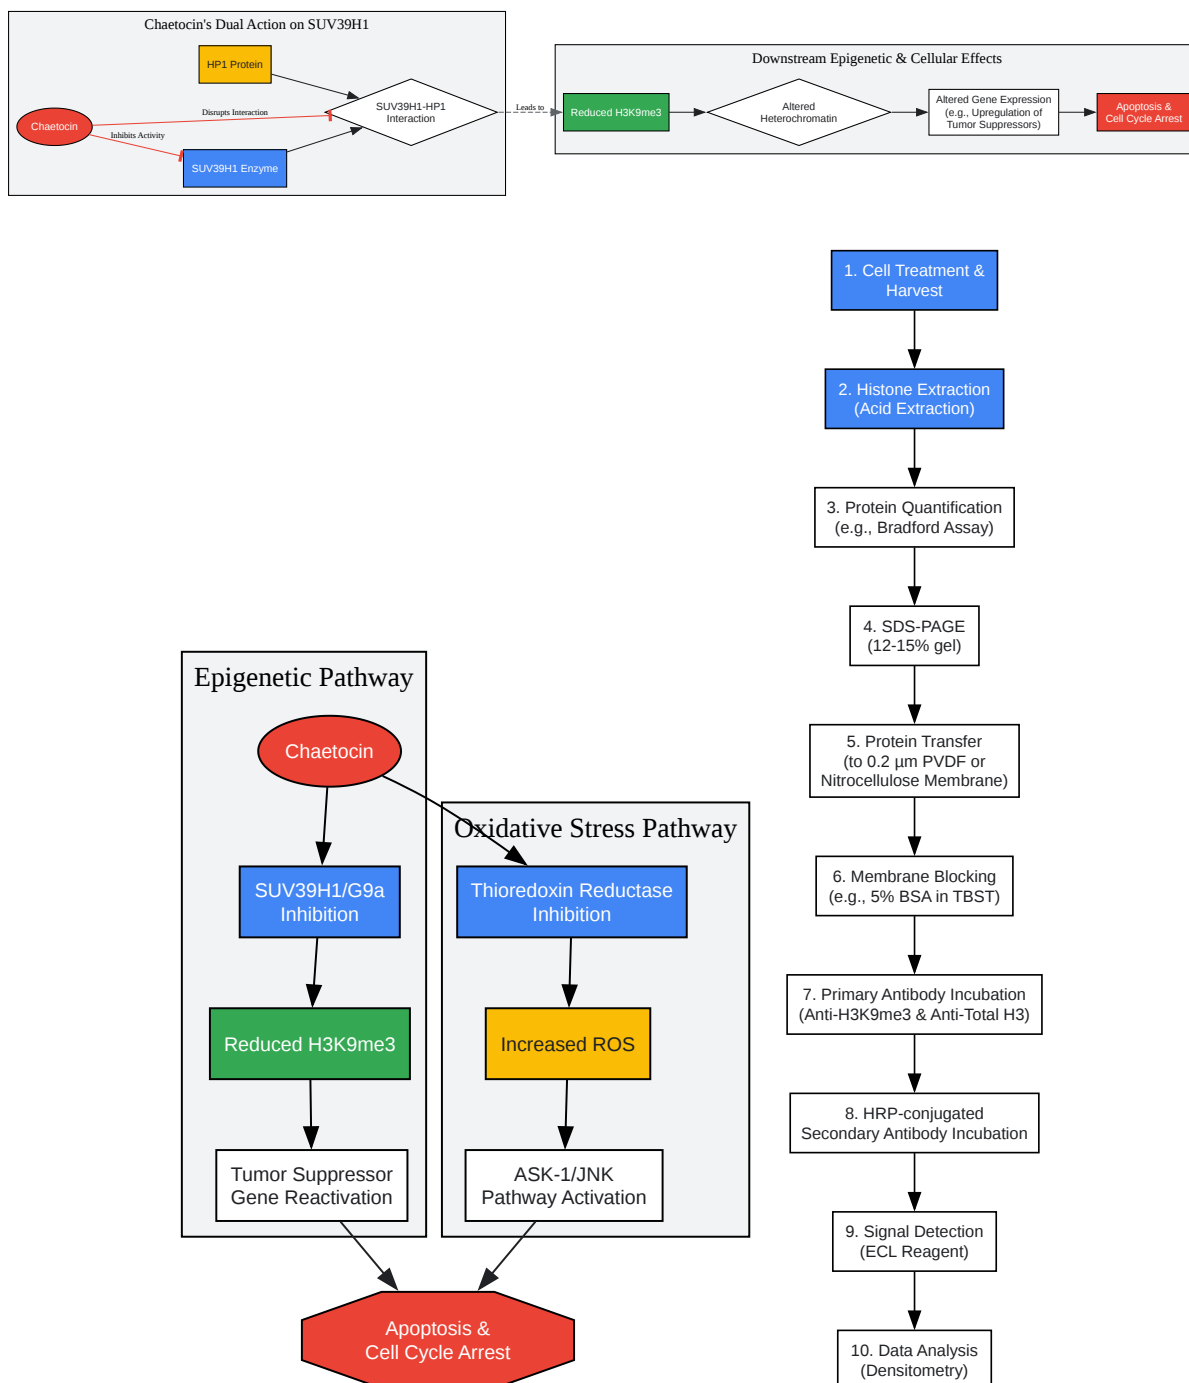 Chaetocin's Dual Action on SUV39H1
HP1 Protein
Chaetocin
Disrupts Interaction
Inhibits Activity
SUV39H1-HP1
Interaction
SUV39H1 Enzyme
Leads to
Downstream Epigenetic & Cellular Effects
Reduced H3K9me3
Altered
Heterochromatin
Altered Gene Expression
(e.g., Upregulation of
Tumor Suppressors)
Apoptosis &
Cell Cycle Arrest
Epigenetic Pathway
Chaetocin
SUV39H1/G9a
Inhibition
Reduced H3K9me3
Tumor Suppressor
Gene Reactivation
Oxidative Stress Pathway
Thioredoxin Reductase
Inhibition
Increased ROS
ASK-1/JNK
Pathway Activation
Apoptosis &
Cell Cycle Arrest
1. Cell Treatment &
Harvest
2. Histone Extraction
(Acid Extraction)
3. Protein Quantification
(e.g., Bradford Assay)
4. SDS-PAGE
(12-15% gel)
5. Protein Transfer
(to 0.2 µm PVDF or
Nitrocellulose Membrane)
6. Membrane Blocking
(e.g., 5% BSA in TBST)
7. Primary Antibody Incubation
(Anti-H3K9me3 & Anti-Total H3)
8. HRP-conjugated
Secondary Antibody Incubation
9. Signal Detection
(ECL Reagent)
10. Data Analysis
(Densitometry)